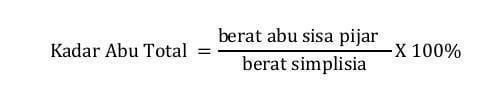 berat abu sisa pijar
Kadar Abu Total = X 100%
berat simplisia